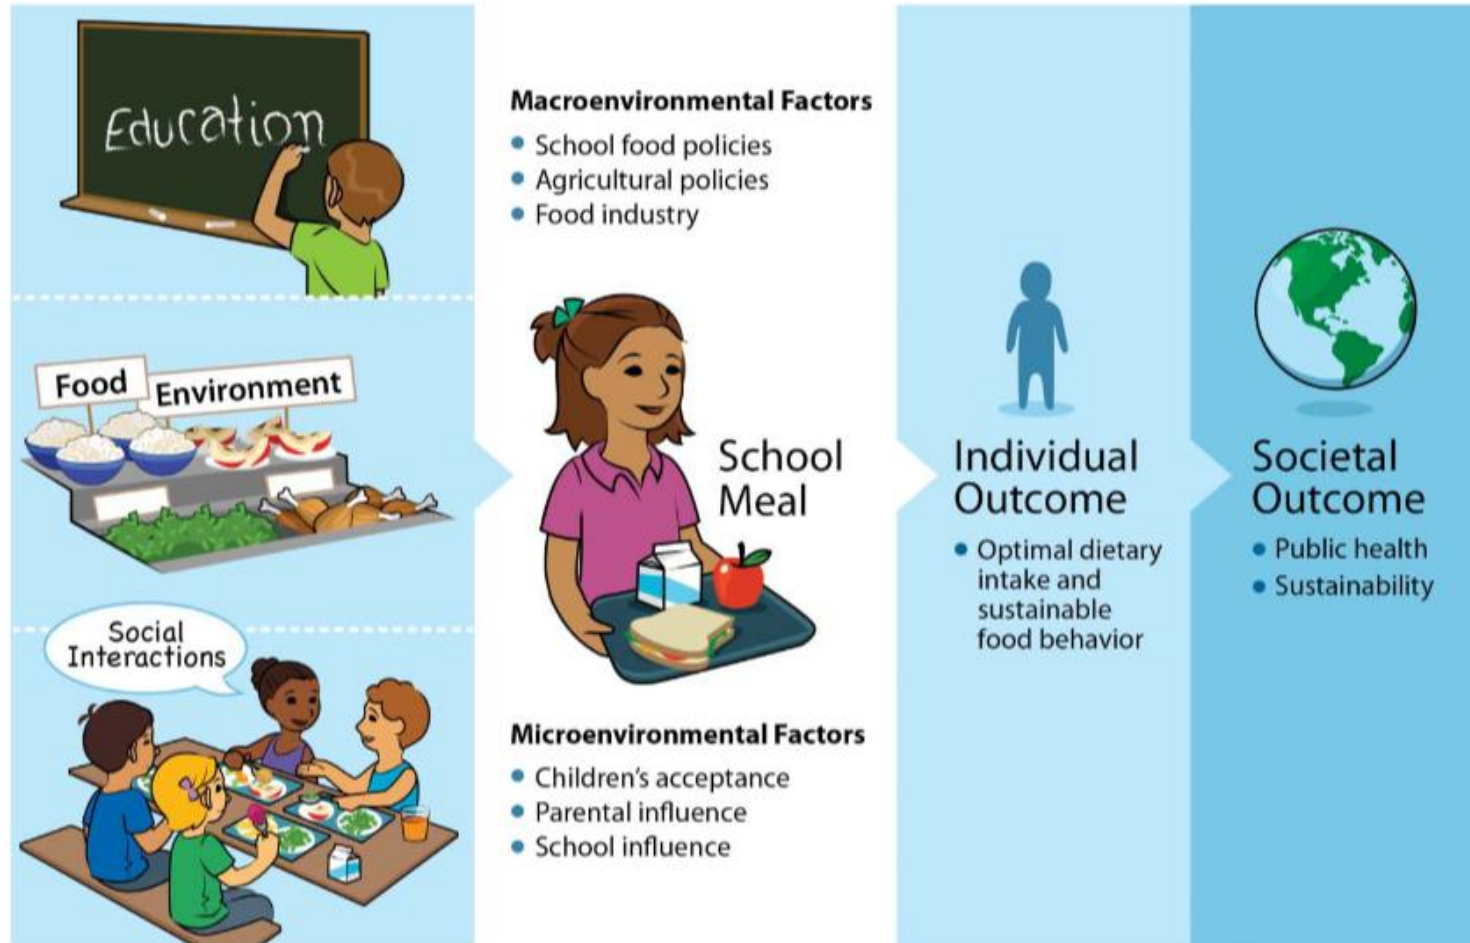 Education
Food
Environment
Social
Interactions
Macroenvironmental Factors
• School food policies
• Agricultural policies
• Food industry
School
Meal
Microenvironmental Factors
• Children's acceptance
• Parental influence
• School influence
Individual
Outcome
• Optimal dietary
intake and
sustainable
food behavior
Societal
Outcome
• Public health
• Sustainability